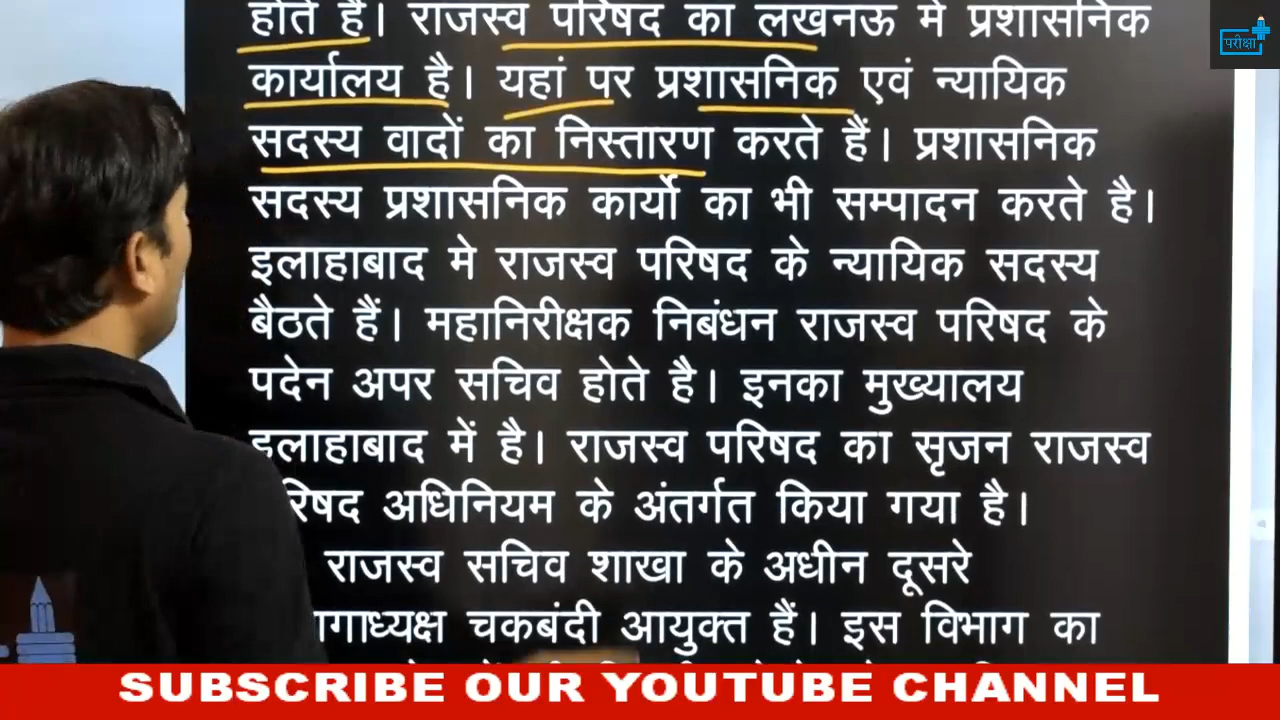 होते हैं। राजस्व परिषद का लखनऊ मे प्रशासनिक
परीक्षा
कार्यालय है। यहां पर प्रशासनिक एवं न्यायिक
सदस्य वादों का निस्तारण करते हैं। प्रशासनिक
सदस्य प्रशासनिक कार्यो का भी सम्पादन करते है।
इलाहाबाद मे राजस्व परिषद के न्यायिक सदस्य
बैठते हैं। महानिरीक्षक निबंधन राजस्व परिषद के
पदेन अपर सचिव होते है। इनका मुख्यालय
इलाहाबाद में है। राजस्व परिषद का सृजन राजस्व
रिषद अधिनियम के अंतर्गत किया गया है।
राजस्व सचिव शाखा के अधीन दूसरे
गाध्यक्ष चकबंदी आयुक्त हैं। इस विभाग का
SUBSCRIBE OUR YOUTUBE CHANNEL